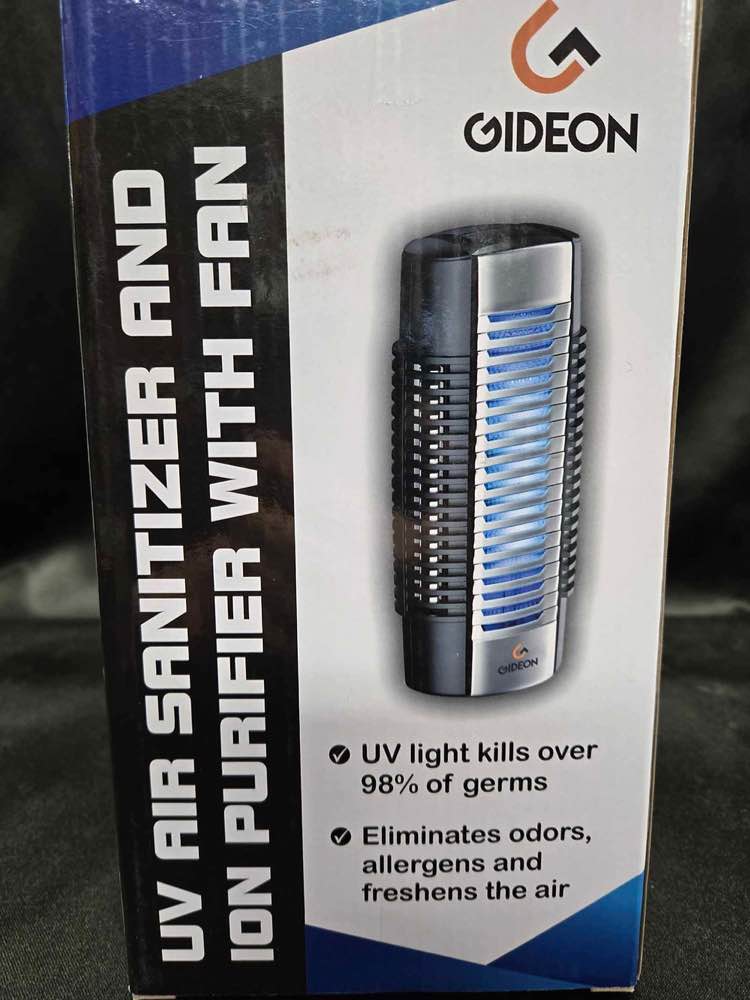 GIDEON
UV AIR SANITIZER AND
ION PURIFIER WITH FAN
GIDEON
UV light kills over
98% of germs
Eliminates odors,
allergens and
freshens the air